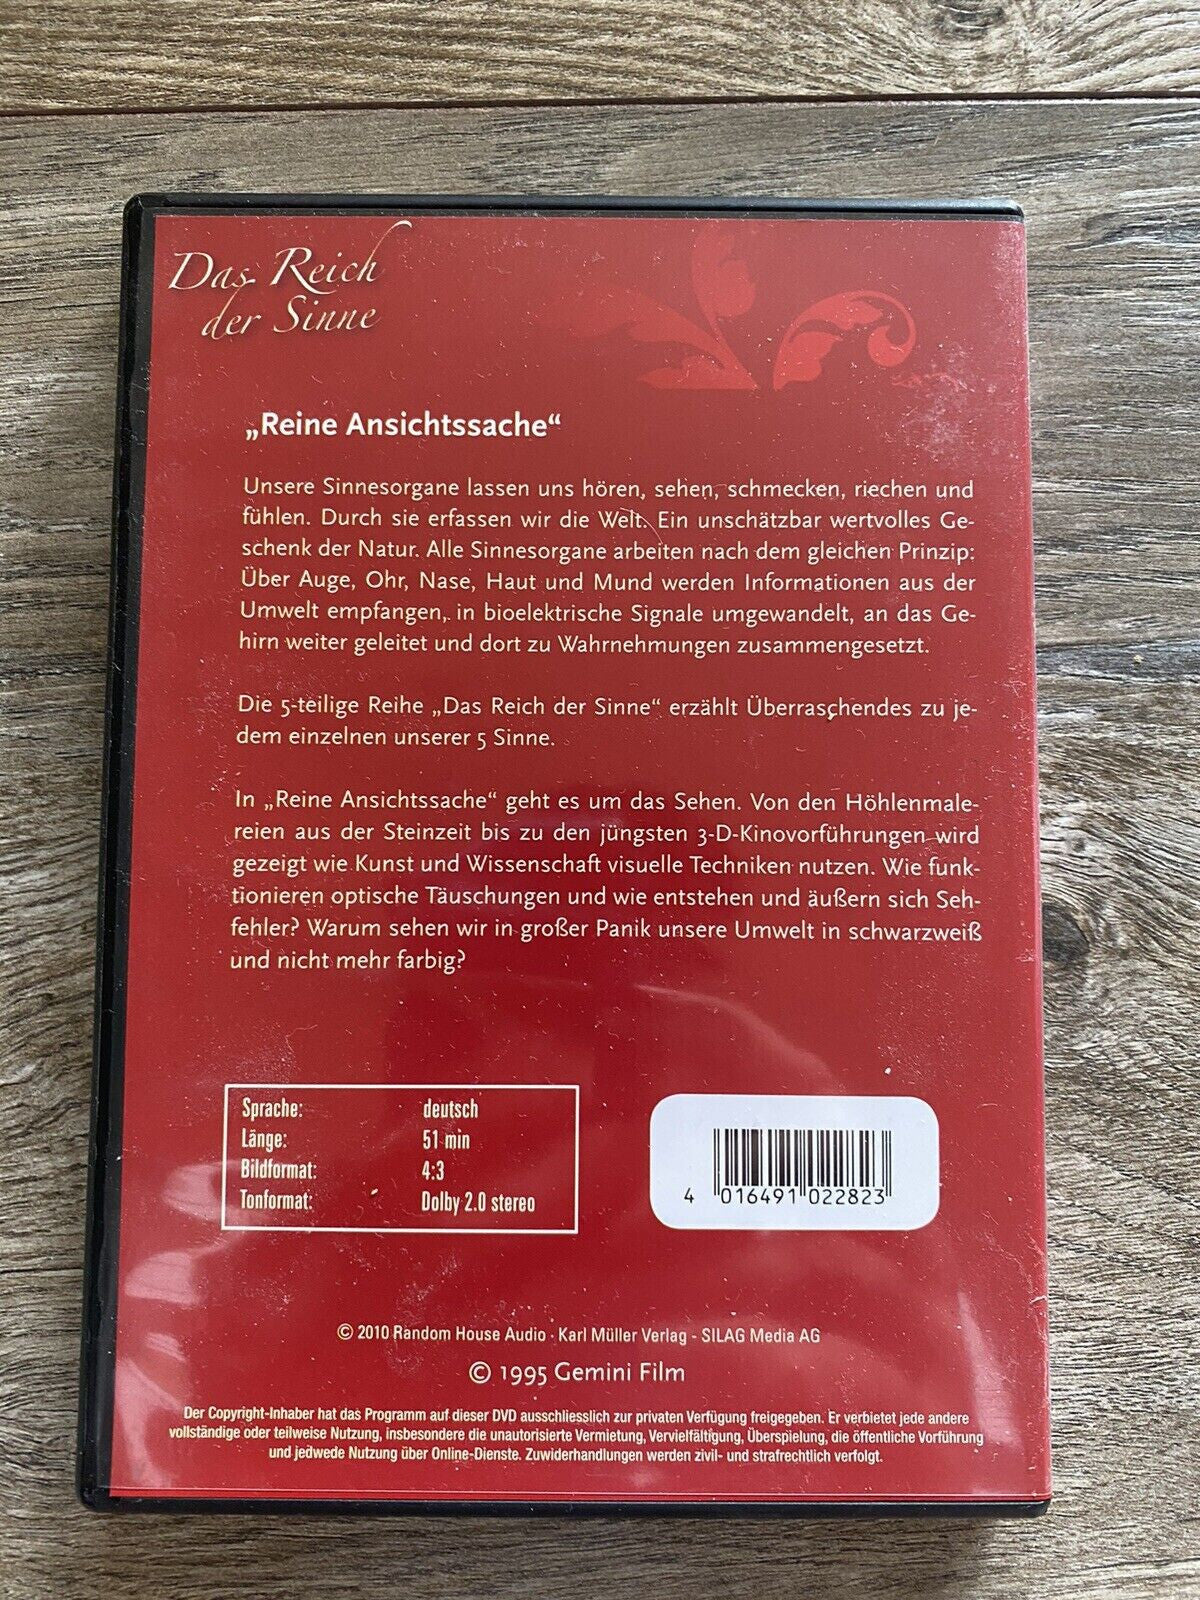 Das Reich
der Sinne
„Reine Ansichtssache“
Unsere Sinnesorgane lassen uns hören, sehen, schmecken, riechen und
fühlen. Durch sie erfassen wir die Welt. Ein unschätzbar wertvolles Ge-
schenk der Natur. Alle Sinnesorgane arbeiten nach dem gleichen Prinzip:
Über Auge, Ohr, Nase, Haut und Mund werden Informationen aus der
Umwelt empfangen, in bioelektrische Signale umgewandelt, an das Ge-
hirn weiter geleitet und dort zu Wahrnehmungen zusammengesetzt.
Die 5-teilige Reihe „Das Reich der Sinne“ erzählt Überraschendes zu je-
dem einzelnen unserer 5 Sinne.
In „Reine Ansichtssache“ geht es um das Sehen. Von den Höhlenmale-
reien aus der Steinzeit bis zu den jüngsten 3-D-Kinovorführungen wird
gezeigt wie Kunst und Wissenschaft visuelle Techniken nutzen. Wie funk-
tionieren optische Täuschungen und wie entstehen und äußern sich Seh-
fehler? Warum sehen wir in großer Panik unsere Umwelt in schwarzweiß
und nicht mehr farbig?
Sprache: deutsch
Länge: 51 min
Bildformat: 4:3
Tonformat: Dolby 2.0 stereo
4 016491 022823
© 2010 Random House Audio · Karl Müller Verlag - SILAG Media AG
© 1995 Gemini Film
Der Copyright-Inhaber hat das Programm auf dieser DVD ausschliesslich zur privaten Verfügung freigegeben. Er verbietet jede andere
vollständige oder teilweise Nutzung, insbesondere die unautorisierte Vermietung, Vervielfältigung, Überspielung, die öffentliche Vorführung
und jedwede Nutzung über Online-Dienste. Zuwiderhandlungen werden zivil- und strafrechtlich verfolgt.